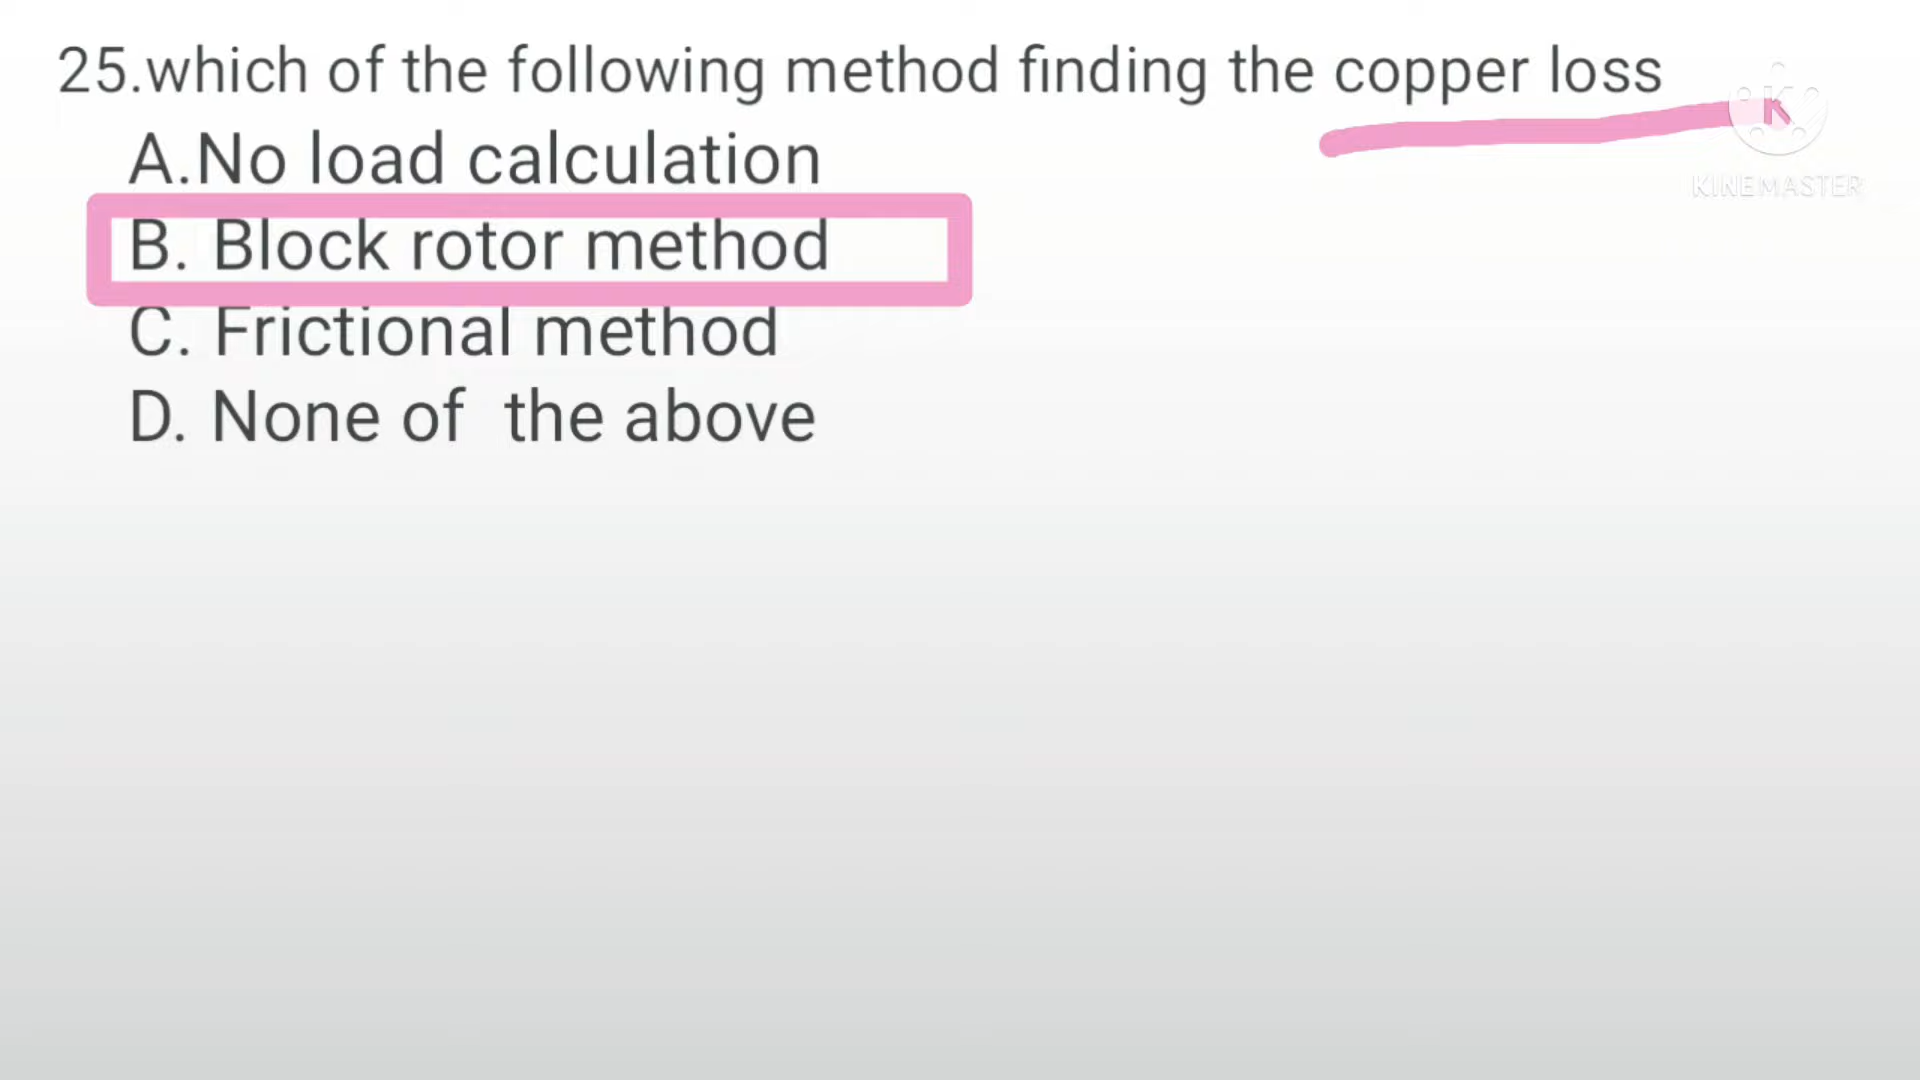 25.which of the following method finding the copper loss
A.No load calculation
B. Block rotor method
C. Frictional method
D. None of the above
K
KINEMASTER